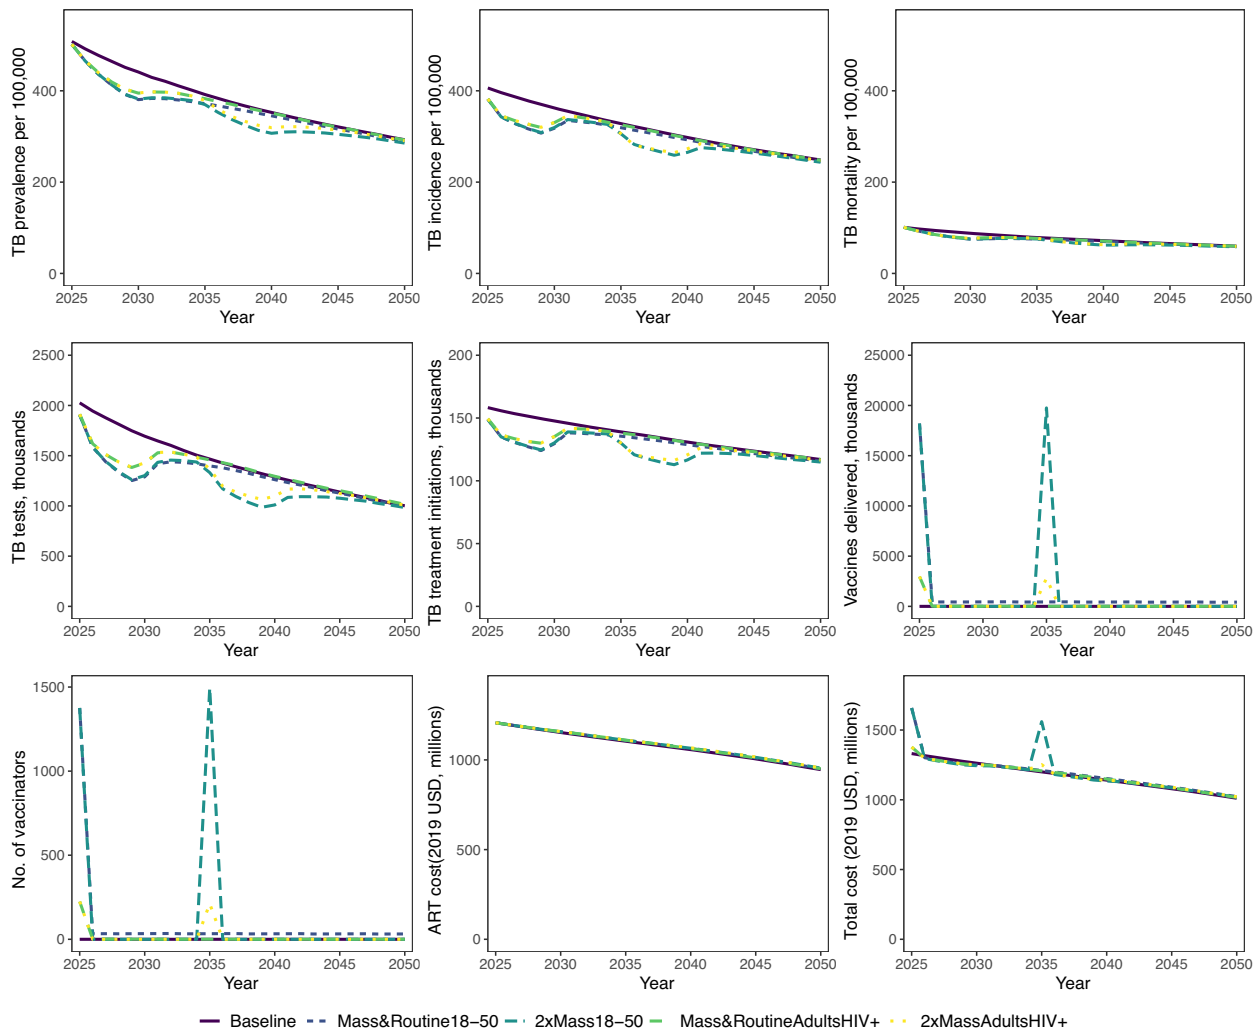 TB prevalence per 100,000
400
200
0
2025 2030 2035 2040 2045 2050
Year
TB incidence per 100,000
400
200
0
2025 2030 2035 2040 2045 2050
Year
TB mortality per 100,000
400
200
0
2025 2030 2035 2040 2045 2050
Year
TB tests, thousands
2500
2000
1500
1000
500
0
2025 2030 2035 2040 2045 2050
Year
TB treatment initiations, thousands
200
150
100
50
0
2025 2030 2035 2040 2045 2050
Year
Vaccines delivered, thousands
25000
20000
15000
10000
5000
0
2025 2030 2035 2040 2045 2050
Year
No. of vaccinators
1500
1000
500
0
2025 2030 2035 2040 2045 2050
Year
ART cost(2019 USD, millions)
1000
500
0
2025 2030 2035 2040 2045 2050
Year
Total cost (2019 USD, millions)
1500
1000
500
0
2025 2030 2035 2040 2045 2050
Year
Baseline Mass&Routine18−50 2xMass18−50 Mass&RoutineAdultsHIV+ 2xMassAdultsHIV+